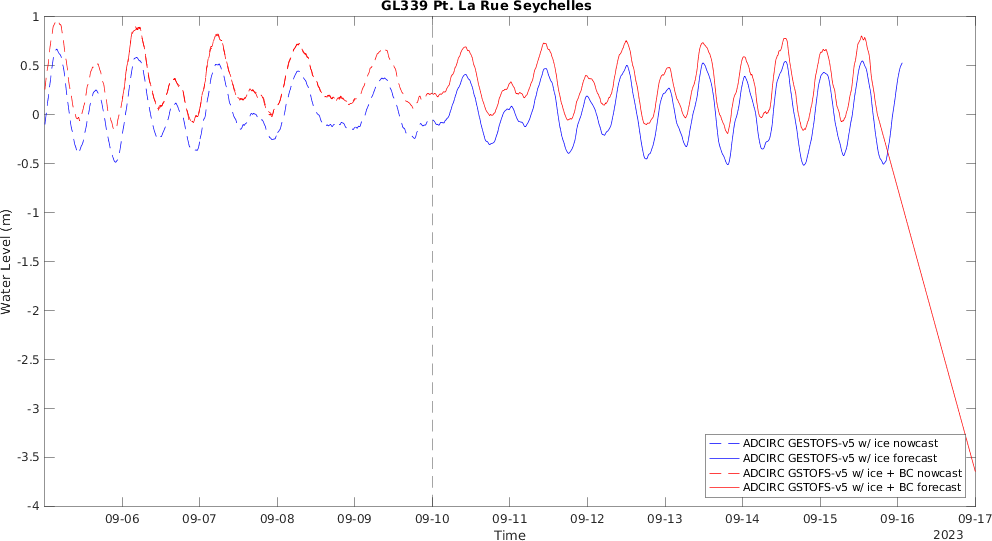 GL339 Pt. La Rue Seychelles
1
0.5
0
-0.5
-1
-1.5
-2
-2.5
-3
-3.5
-4
Water Level (m)
ADCIRC GESTOFS-v5 w/ ice nowcast
ADCIRC GESTOFS-v5 w/ ice forecast
ADCIRC GSTOFS-v5 w/ ice + BC nowcast
ADCIRC GSTOFS-v5 w/ ice + BC forecast
09-06 09-07 09-08 09-09 09-10 09-11 09-12 09-13 09-14 09-15 09-16 09-17
Time
2023